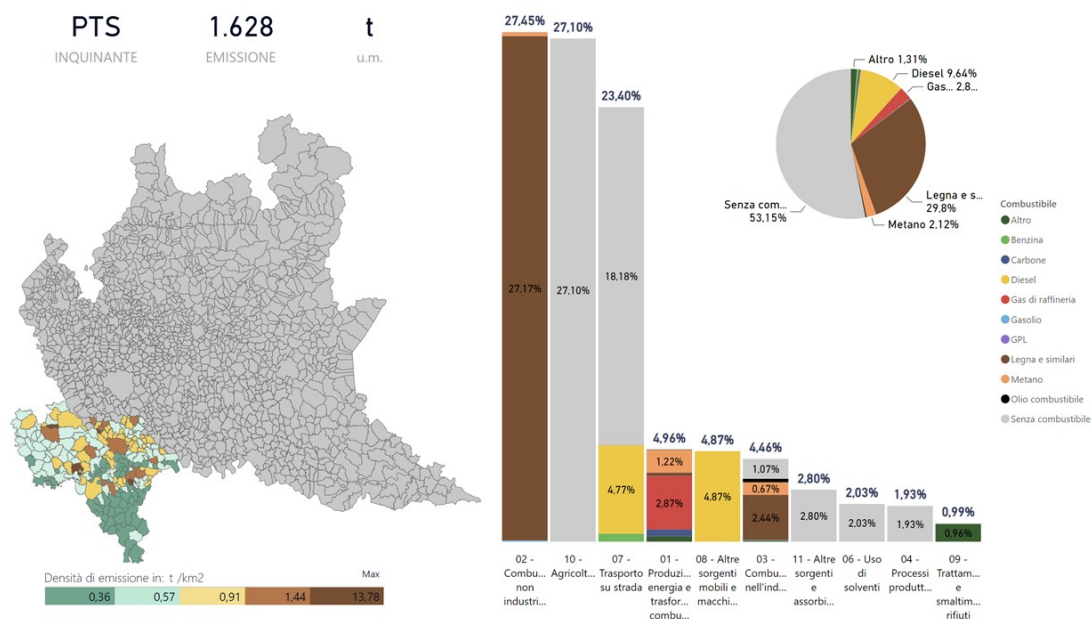 PTS 1.628 t
INQUINANTE EMISSIONE u.m.
Densità di emissione in: t /km2 Max
0,36 0,57 0,91 1,44 13,78
27,45%
27,17%
27,10%
27,10%
23,40%
18,18%
4,77%
4,96%
1,22%
2,87%
4,87%
4,87%
4,46%
1,07%
0,67%
2,44%
2,80%
2,80%
2,03%
2,03%
1,93%
1,93%
0,99%
0,96%
02 -
Combu...
non
industri...
10 -
Agricolt...
07 -
Trasporto
su strada
01 -
Produzi...
energia e
trasfor...
combu...
08 - Altre
sorgenti
mobili e
macchi...
03 -
Combu...
nell'ind...
11 - Altre
sorgenti
e
assorbi...
06 - Uso
di
solventi
04 -
Processi
produtt...
09 -
Trattam...
e
smaltim...
rifiuti
Altro 1,31%
Diesel 9,64%
Gas... 2,8...
Legna e s...
29,8%
Metano 2,12%
Senza com...
53,15%
Combustibile
Altro
Benzina
Carbone
Diesel
Gas di raffineria
Gasolio
GPL
Legna e similari
Metano
Olio combustibile
Senza combustibile